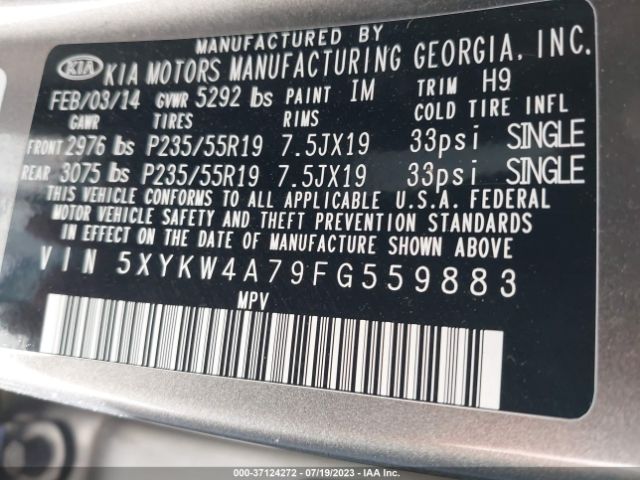 MANUFACTURED BY
KIA KIA MOTORS MANUFACTURING GEORGIA, INC.
FEB/03/14 GVWR 5292 lbs PAINT IM TRIM H9
GAWR TIRES RIMS COLD TIRE INFL
FRONT 2976 lbs P235/55R19 7.5JX19 33psi SINGLE
REAR 3075 lbs P235/55R19 7.5JX19 33psi SINGLE
THIS VEHICLE CONFORMS TO ALL APPLICABLE U.S.A. FEDERAL
MOTOR VEHICLE SAFETY AND THEFT PREVENTION STANDARDS
IN EFFECT ON THE DATE OF MANUFACTURE SHOWN ABOVE
VIN 5XYKW4A79FG559883
MPV
000-37124272 - 07/19/2023 - IAA Inc.